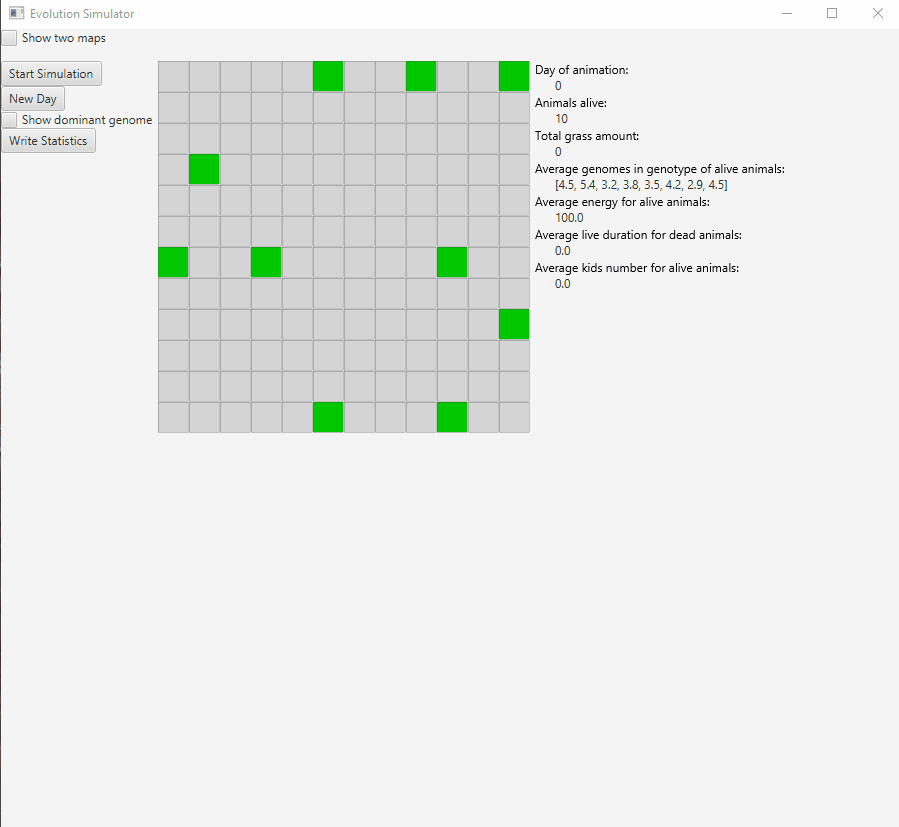 Evolution Simulator
Show two maps
Start Simulation
New Day
Show dominant genome
Write Statistics
Day of animation:
0
Animals alive:
10
Total grass amount:
0
Average genomes in genotype of alive animals:
[4.5, 5.4, 3.2, 3.8, 3.5, 4.2, 2.9, 4.5]
Average energy for alive animals:
100.0
Average live duration for dead animals:
0.0
Average kids number for alive animals:
0.0